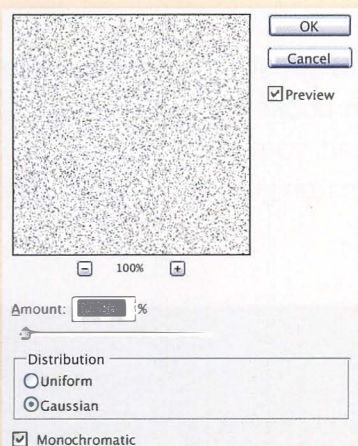 OK
Cancel
Preview
100%
Amount: %
Distribution
Uniform
Gaussian
Monochromatic